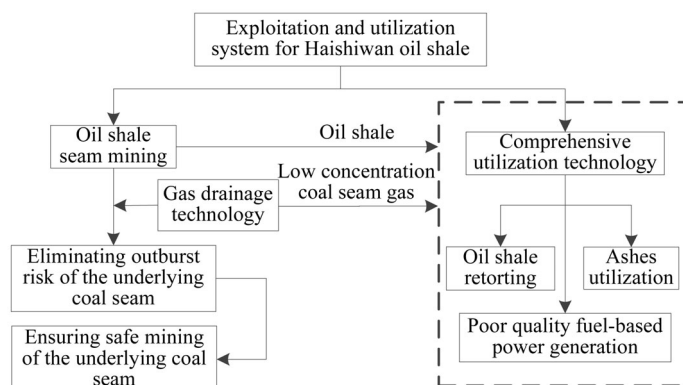 Exploitation and utilization
system for Haishiwan oil shale
Oil shale
seam mining
Oil shale
Comprehensive
utilization technology
Low concentration
coal seam gas
Gas drainage
technology
Eliminating outburst
risk of the underlying
coal seam
Oil shale
retorting
Ashes
utilization
Poor quality fuel-based
power generation
Ensuring safe mining
of the underlying coal
seam